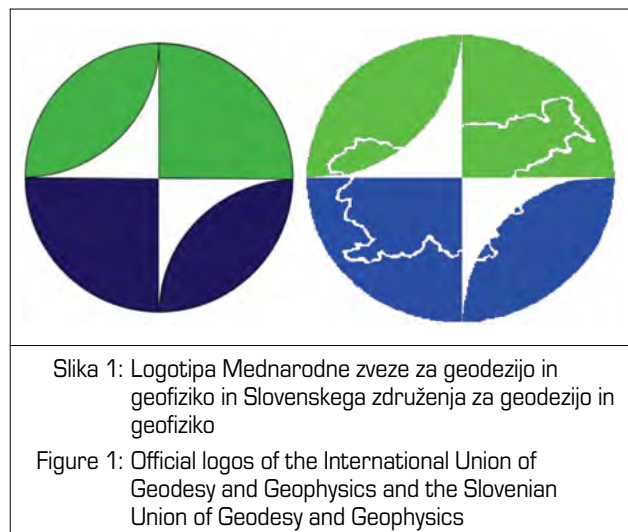 Slika 1: Logotipa Mednarodne zveze za geodezijo in
geofiziko in Slovenskega združenja za geodezijo in
geofiziko
Figure 1: Official logos of the International Union of
Geodesy and Geophysics and the Slovenian
Union of Geodesy and Geophysics